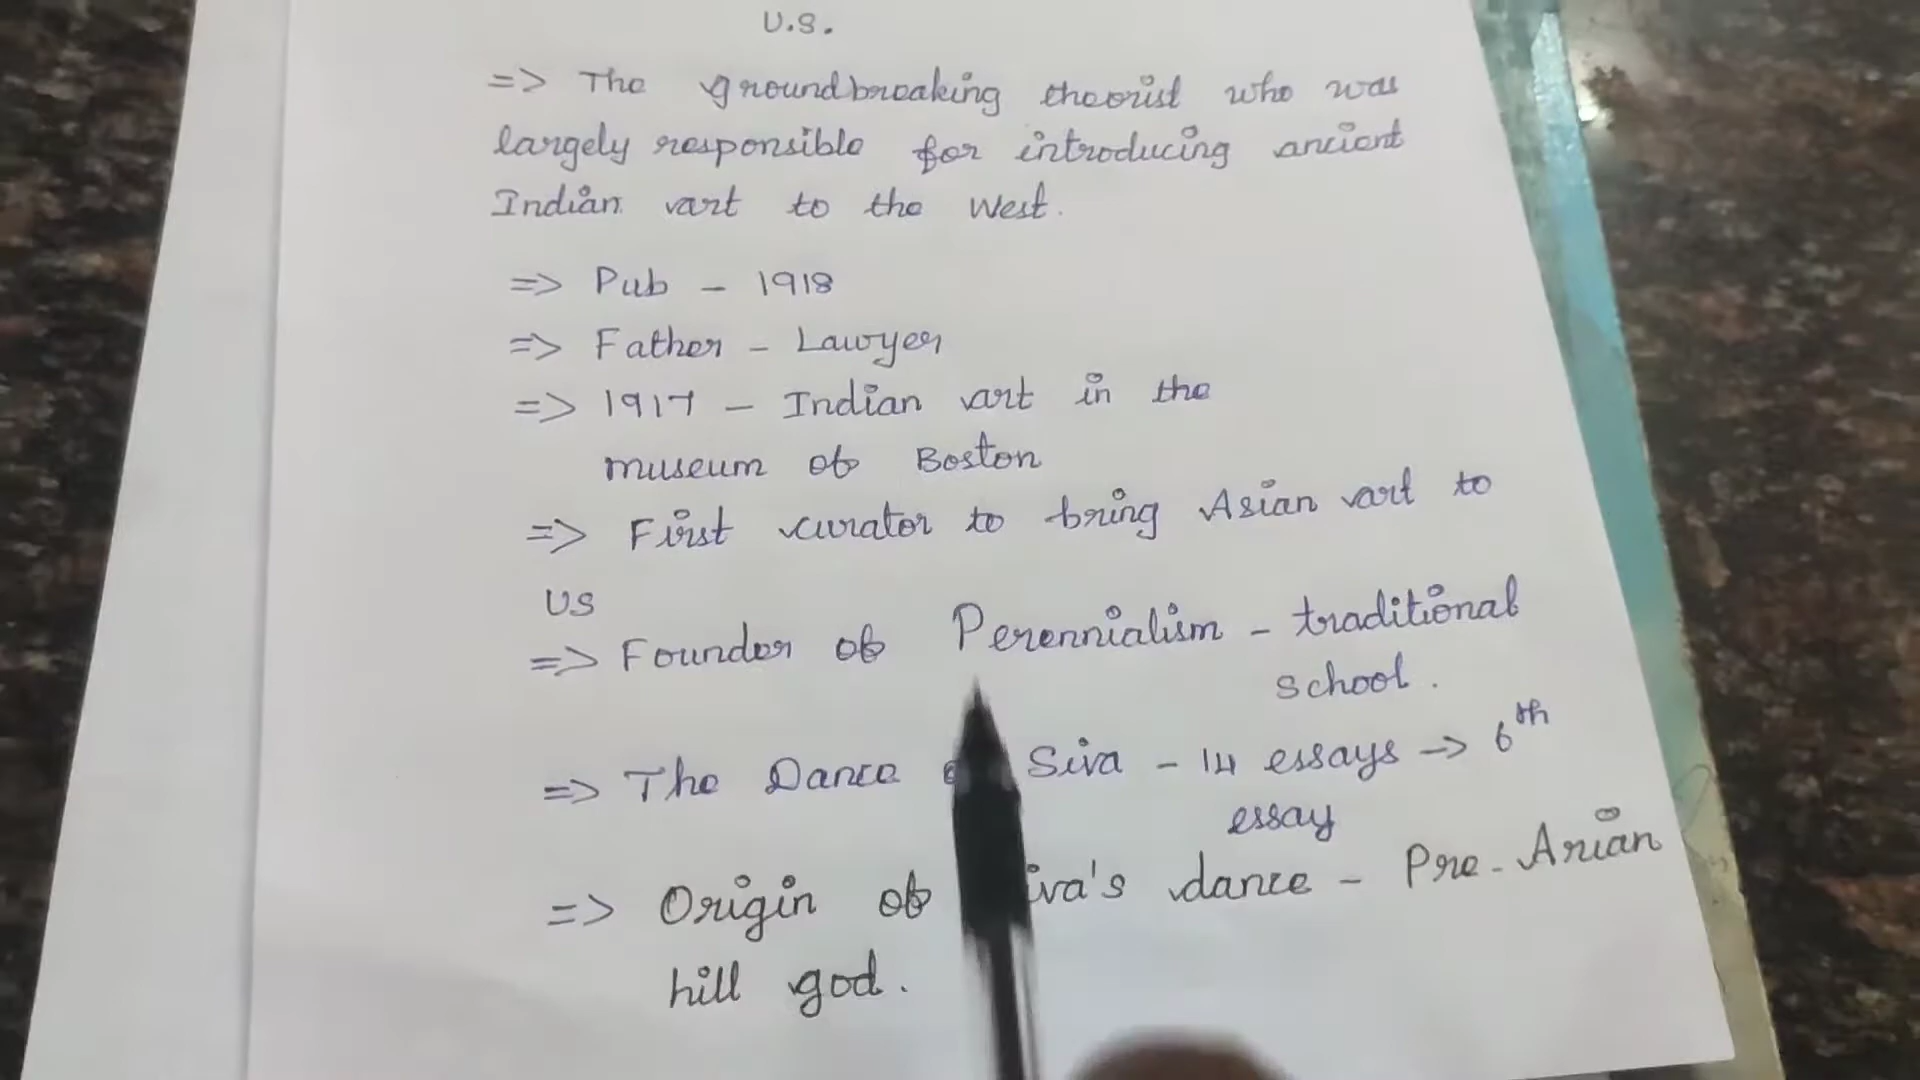 U.S.
=> The groundbreaking theorist who was
largely responsible for introducing ancient
Indian art to the West.
=> Pub - 1918
=> Father - Lawyer
=> 1917 - Indian art in the
museum of Boston
=> First curator to bring Asian art to
US
=> Founder of Perennialism - traditional
school.
=> The Dance Siva - 14 essays -> 6th
essay
=> Origin of dance - Pre-Arian
hill god.